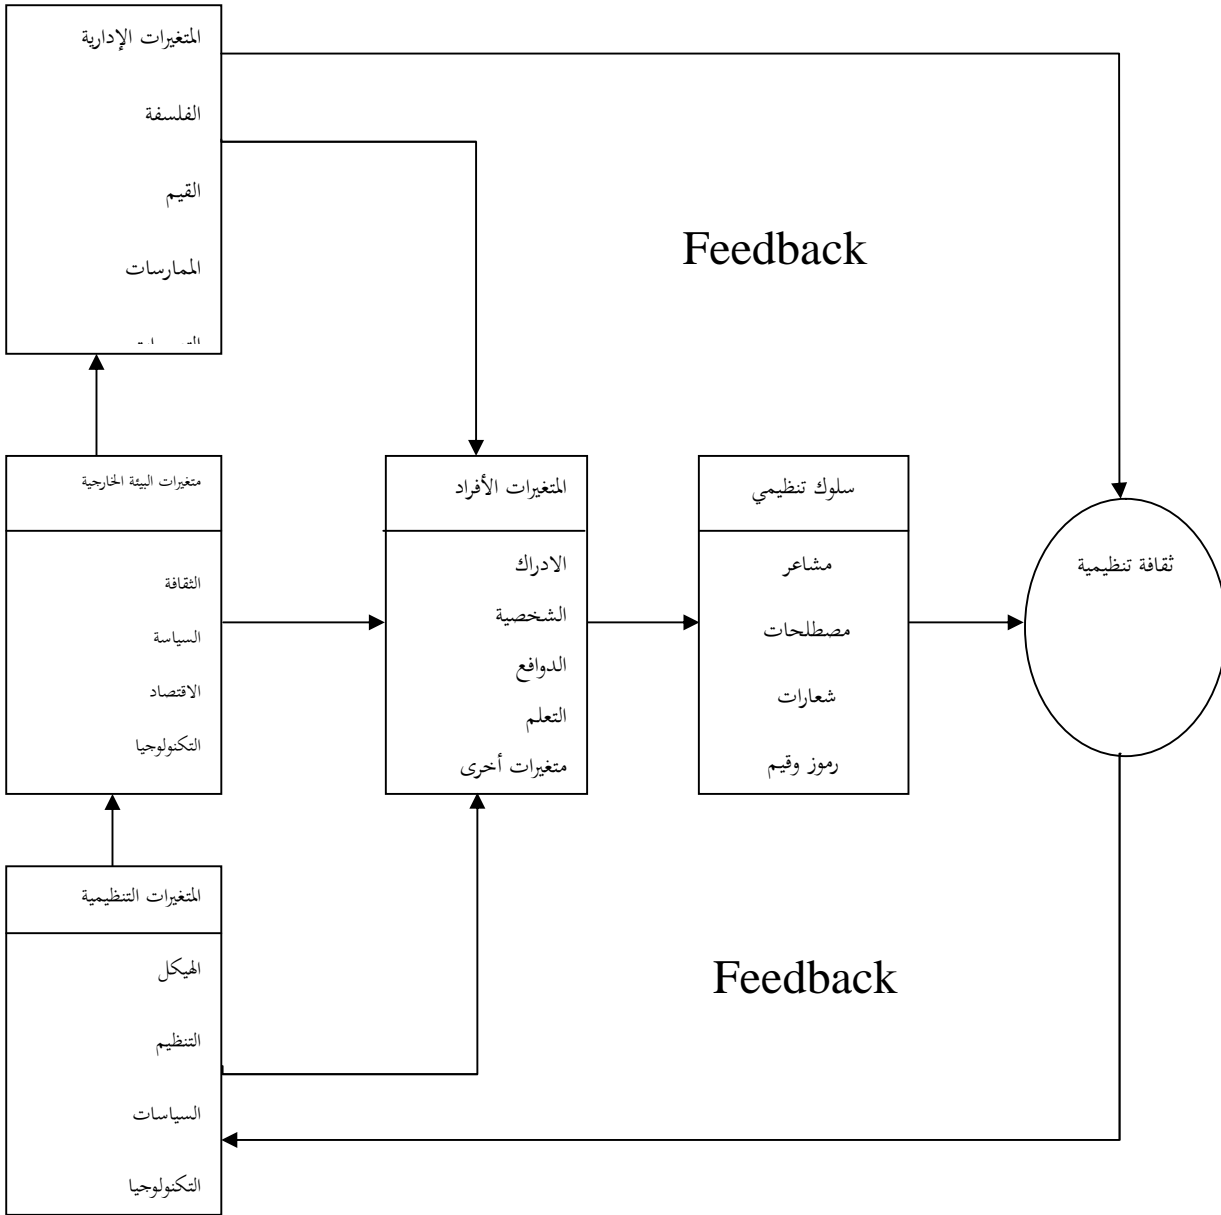 المتغيرات الإدارية
الفلسفة
القيم
الممارسات
Feedback
متغيرات البيئة الخارجية
الثقافة
السياسة
الاقتصاد
التكنولوجيا
المتغيرات الأفراد
الادراك
الشخصية
الدوافع
التعلم
متغيرات أخرى
سلوك تنظيمي
مشاعر
مصطلحات
شعارات
رموز وقيم
ثقافة تنظيمية
المتغيرات التنظيمية
الهيكل
التنظيم
السياسات
التكنولوجيا
Feedback